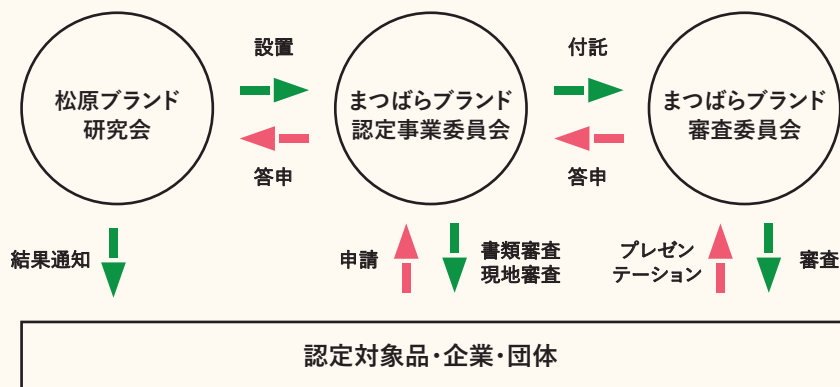 設置
付託
松原ブランド
研究会
まつばらブランド
認定事業委員会
まつばらブランド
審査委員会
答申
答申
結果通知
申請
書類審査
現地審査
プレゼン
テーション
審査
認定対象品・企業・団体